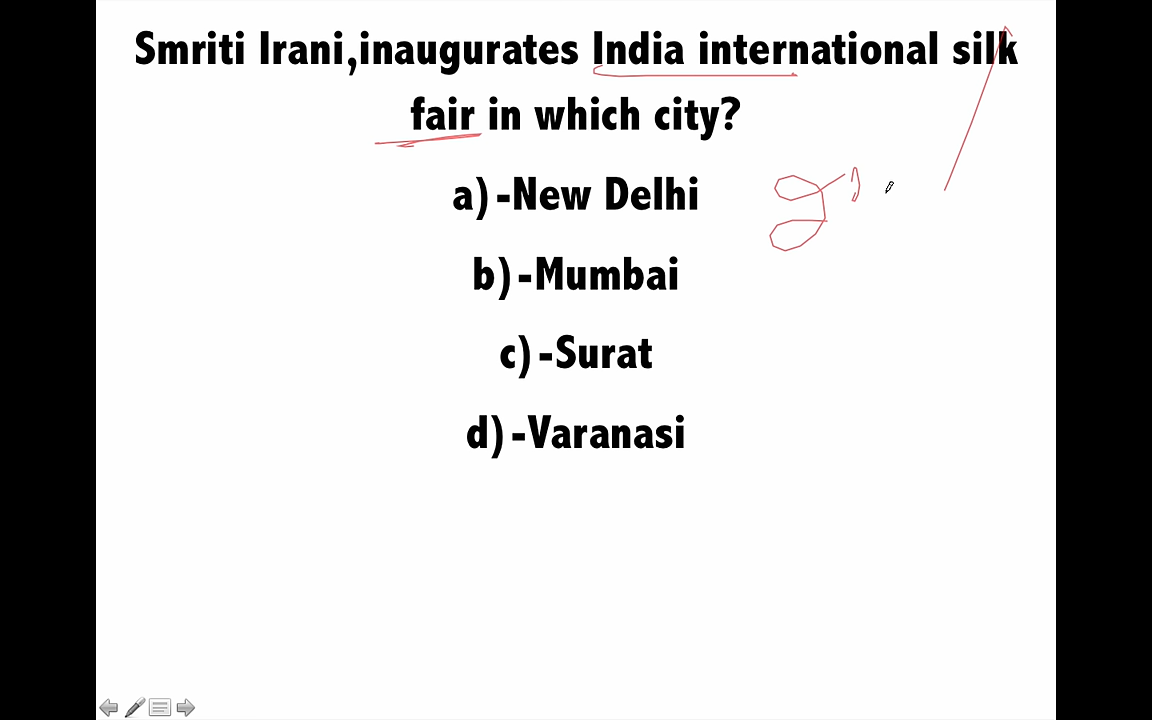 Smriti Irani,inaugurates India international silk
fair in which city?
a)-New Delhi
b)-Mumbai
c)-Surat
d)-Varanasi